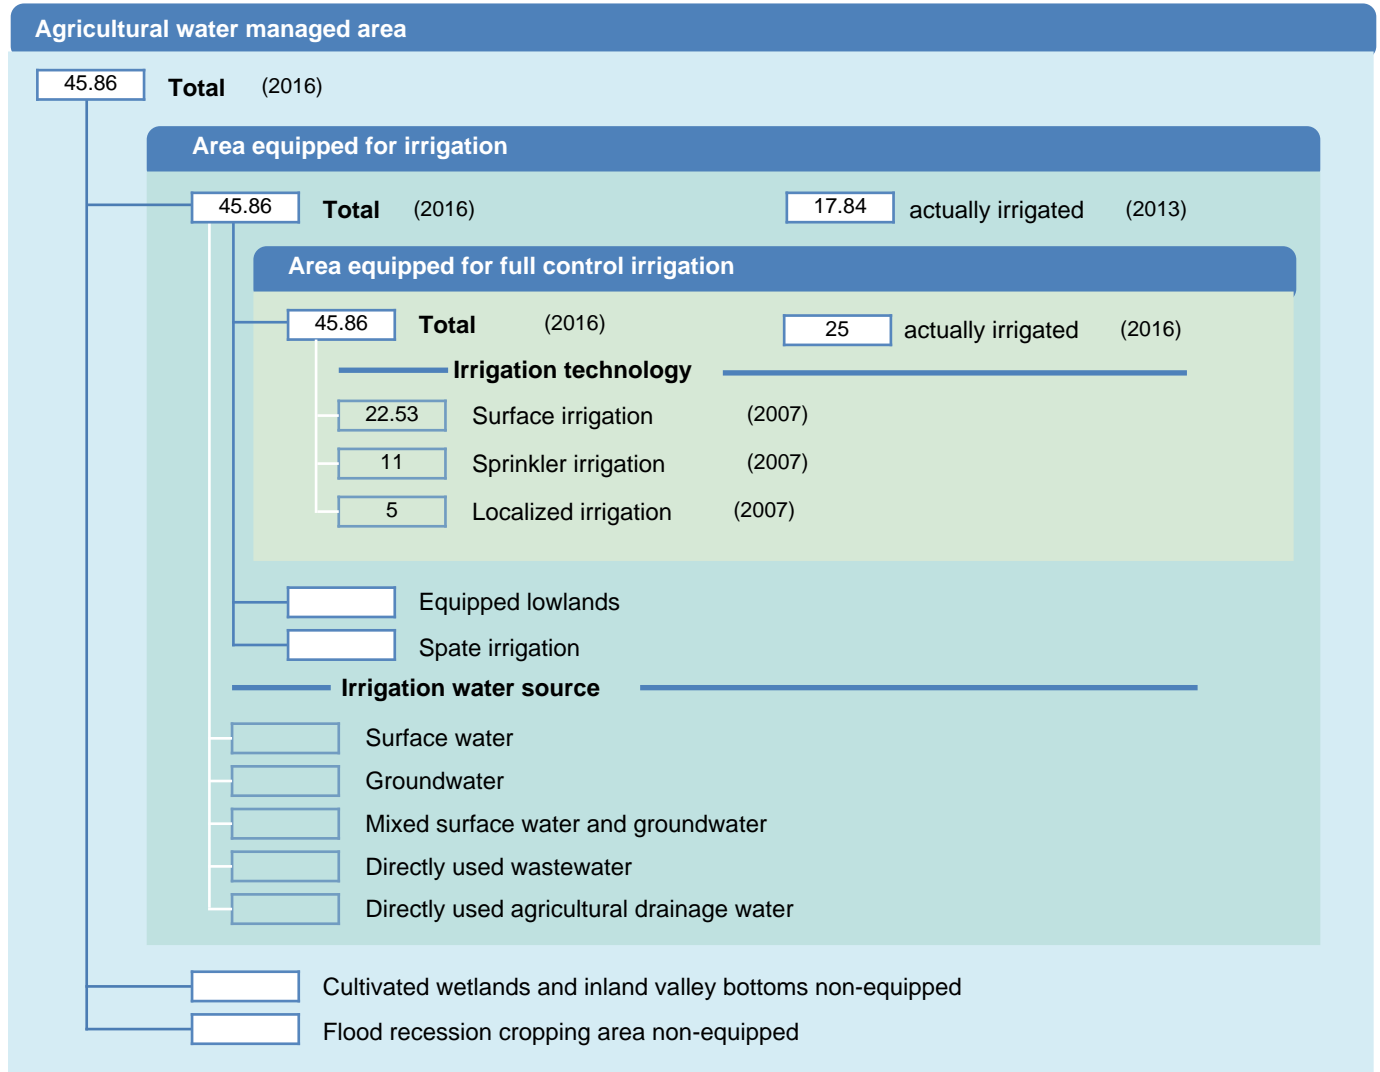 Agricultural water managed area
45.86 Total (2016)
Area equipped for irrigation
45.86 Total (2016) 17.84 actually irrigated (2013)
Area equipped for full control irrigation
45.86 Total (2016) 25 actually irrigated (2016)
Irrigation technology
22.53 Surface irrigation (2007)
11 Sprinkler irrigation (2007)
5 Localized irrigation (2007)
Equipped lowlands
Spate irrigation
Irrigation water source
Surface water
Groundwater
Mixed surface water and groundwater
Directly used wastewater
Directly used agricultural drainage water
Cultivated wetlands and inland valley bottoms non-equipped
Flood recession cropping area non-equipped